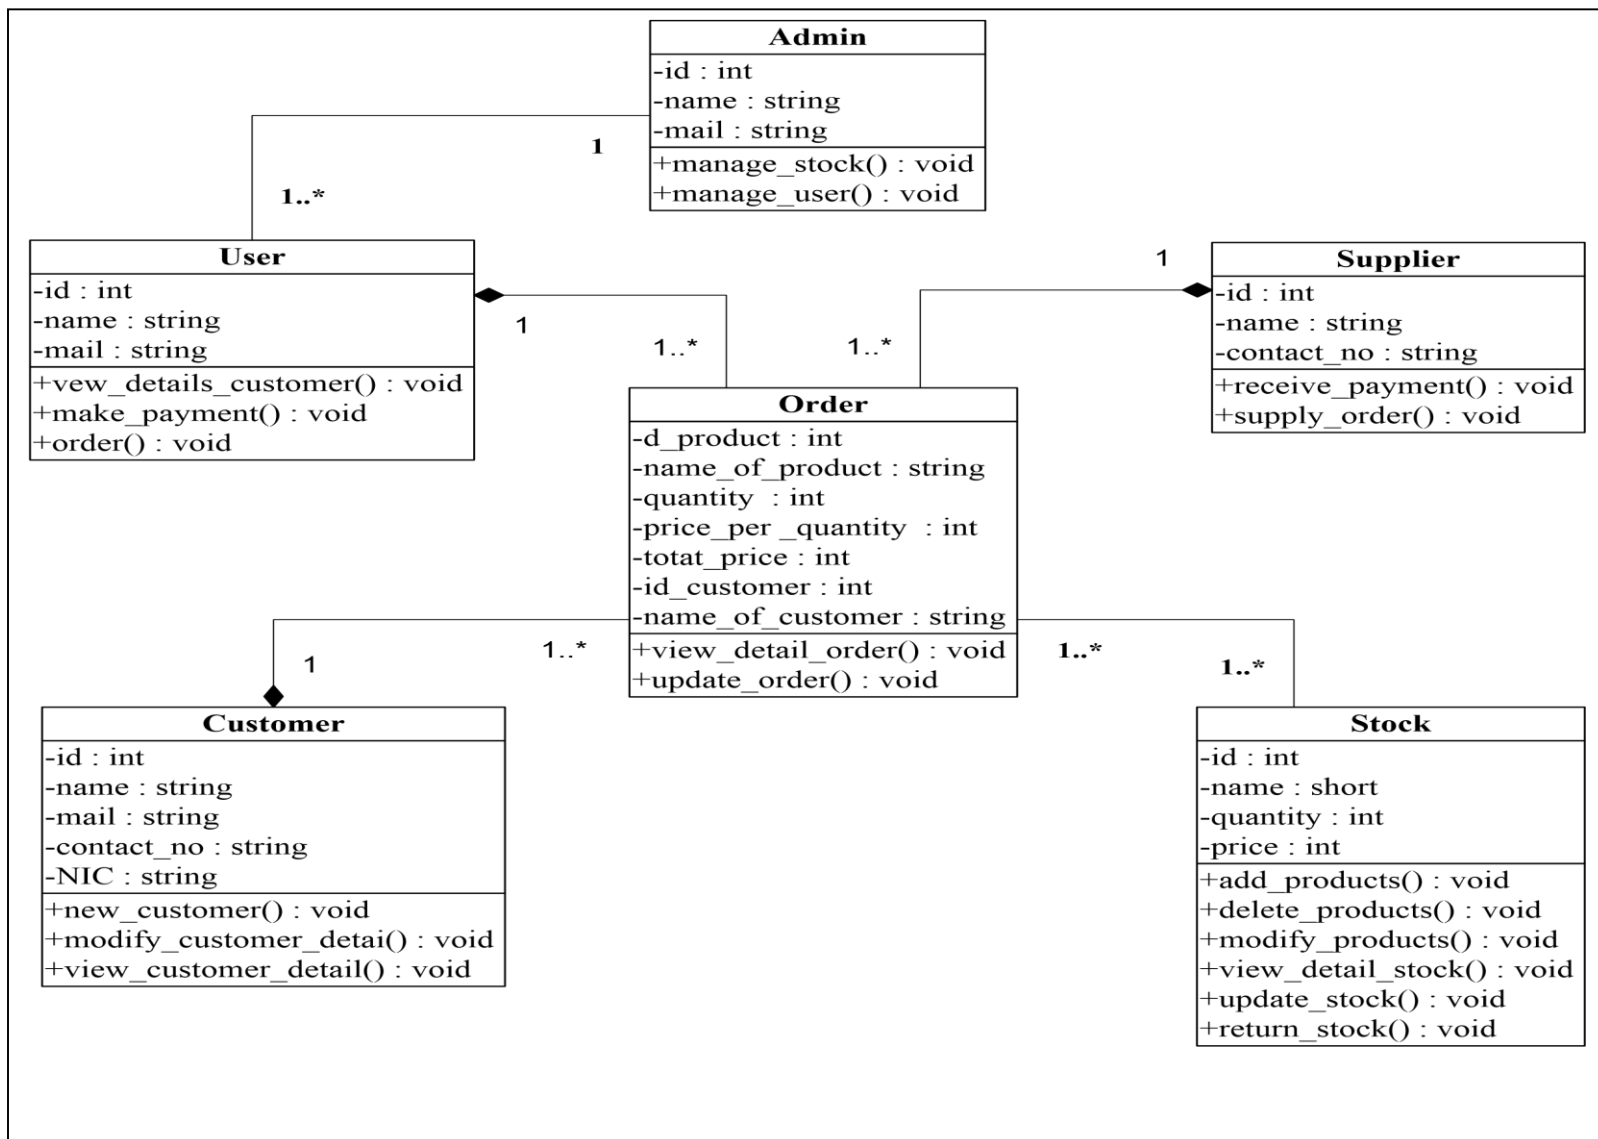 Admin
-id : int
-name : string
-mail : string
+manage_stock() : void
+manage_user() : void
1
1..*
User
-id : int
-name : string
-mail : string
+vew_details_customer() : void
+make_payment() : void
+order() : void
1
1..*
1
1..*
Supplier
-id : int
-name : string
-contact_no : string
+receive_payment() : void
+supply_order() : void
Order
-d_product : int
-name_of_product : string
-quantity : int
-price_per _quantity : int
-totat_price : int
-id_customer : int
-name_of_customer : string
+view_detail_order() : void
+update_order() : void
1
1..*
1..*
1..*
Customer
-id : int
-name : string
-mail : string
-contact_no : string
-NIC : string
+new_customer() : void
+modify_customer_detai() : void
+view_customer_detail() : void
Stock
-id : int
-name : short
-quantity : int
-price : int
+add_products() : void
+delete_products() : void
+modify_products() : void
+view_detail_stock() : void
+update_stock() : void
+return_stock() : void